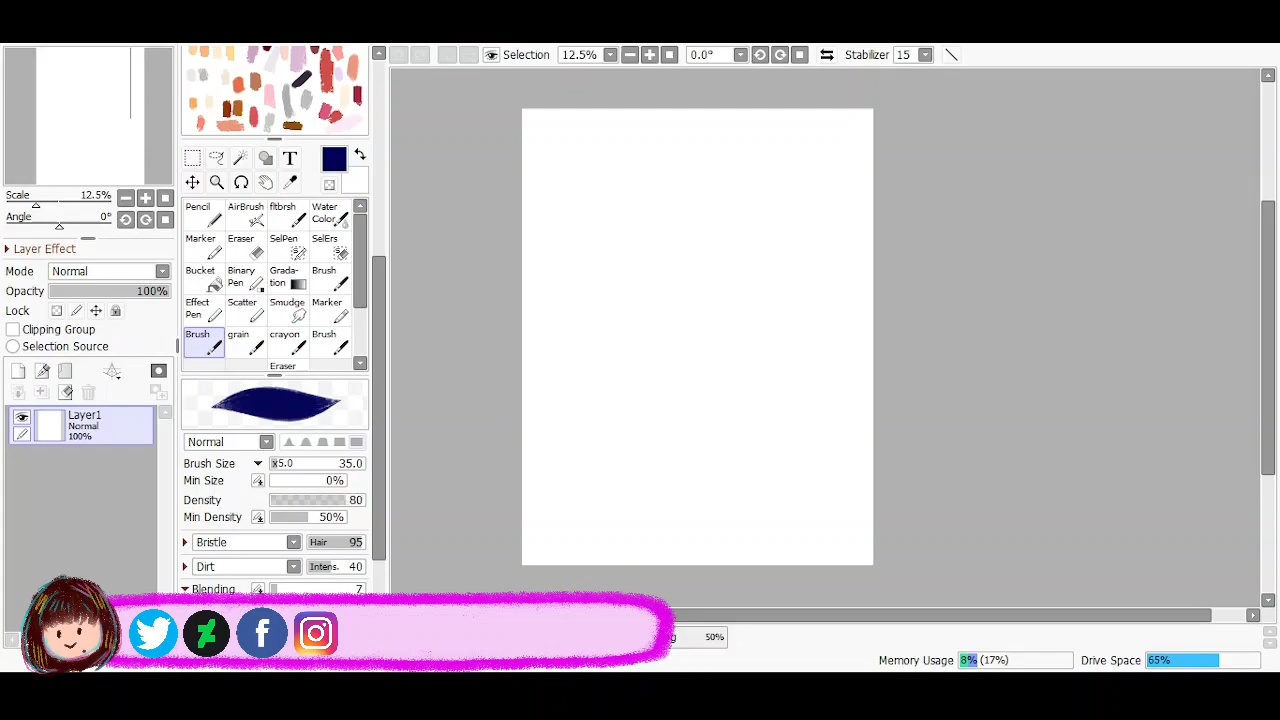 Selection 12.5% 0.0° Stabilizer 15
Scale 12.5%
Angle 0°
Layer Effect
Mode Normal
Opacity 100%
Lock
Clipping Group
Selection Source
Layer1
Normal
100%
T
Pencil AirBrush fltbrsh Water Color
Marker Eraser SelPen SelErs
Bucket Binary Pen Grada-tion Brush
Effect Pen Scatter Smudge Marker
Brush grain crayon Brush
Eraser
Normal
Brush Size x5.0 35.0
Min Size 0%
Density 80
Min Density 50%
Bristle Hair 95
Dirt Intens. 40
Blending 7
50%
Memory Usage 8% (17%) Drive Space 65%